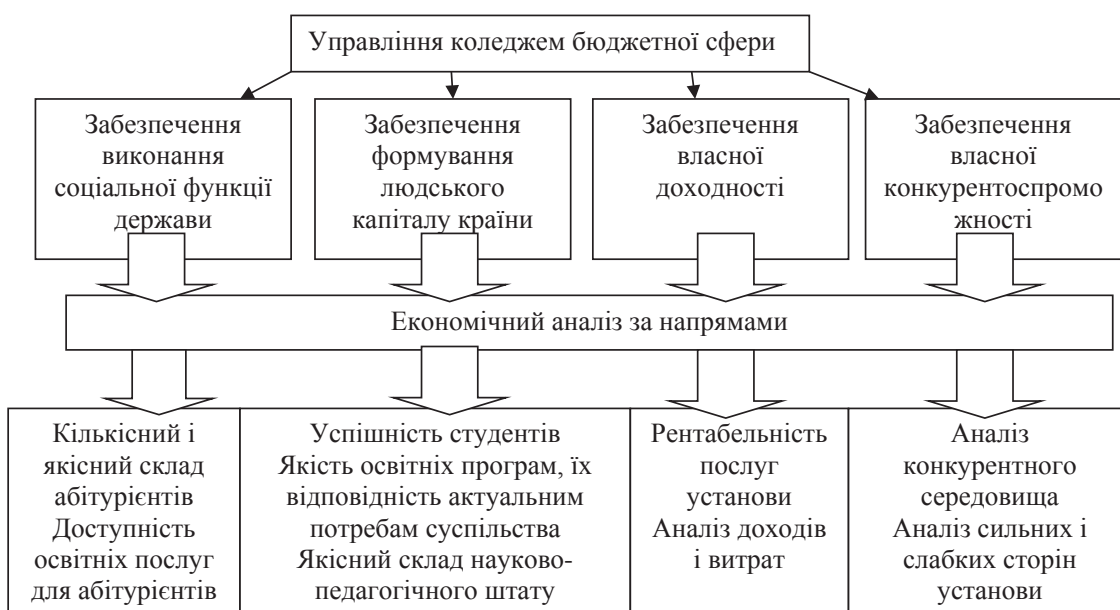 Управління коледжем бюджетної сфери
Забезпечення
виконання
соціальної функції
держави
Забезпечення
формування
людського
капіталу країни
Забезпечення
власної
доходності
Забезпечення
власної
конкурентоспромо
жності
Економічний аналіз за напрямами
Кількісний і
якісний склад
абітурієнтів
Доступність
освітніх послуг
для абітурієнтів
Успішність студентів
Якість освітніх програм, їх
відповідність актуальним
потребам суспільства
Якісний склад науково-
педагогічного штату
Рентабельність
послуг
установи
Аналіз доходів
і витрат
Аналіз
конкурентного
середовища
Аналіз сильних і
слабких сторін
установи